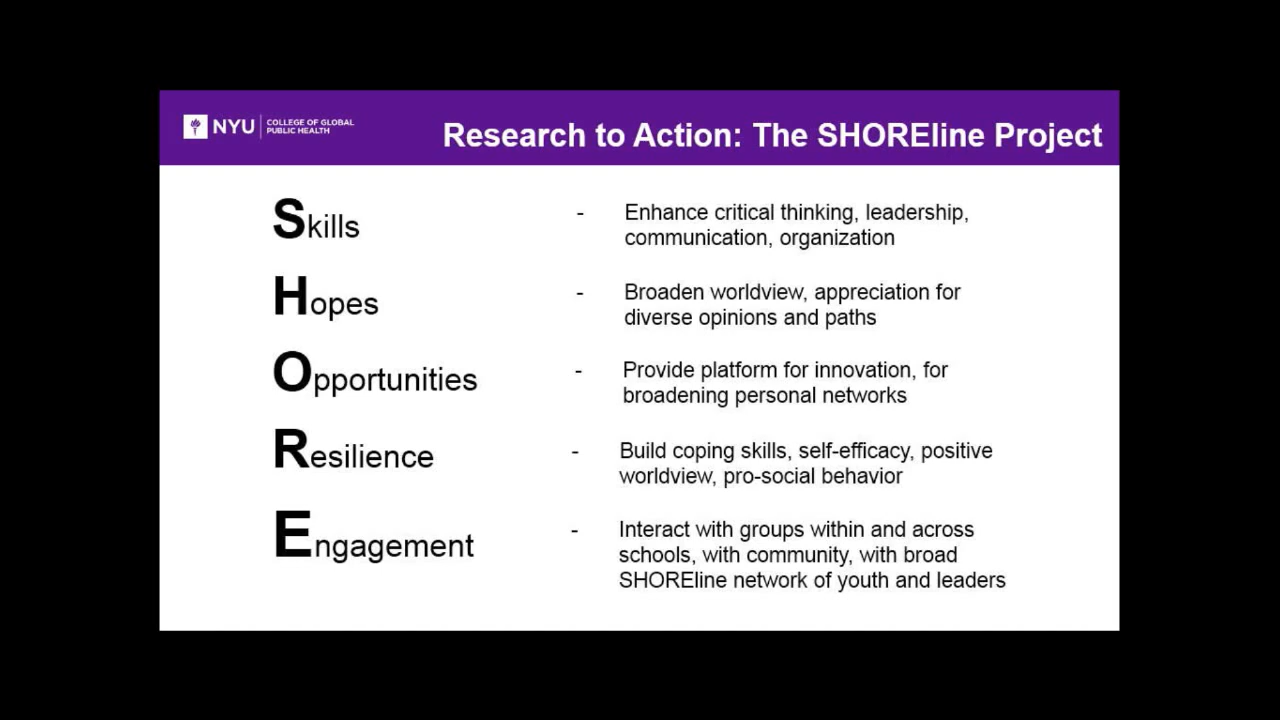 NYU
COLLEGE OF GLOBAL
PUBLIC HEALTH
Research to Action: The SHOREline Project
Skills - Enhance critical thinking, leadership,
communication, organization
Hopes - Broaden worldview, appreciation for
diverse opinions and paths
Opportunities - Provide platform for innovation, for
broadening personal networks
Resilience - Build coping skills, self-efficacy, positive
worldview, pro-social behavior
Engagement - Interact with groups within and across
schools, with community, with broad
SHOREline network of youth and leaders